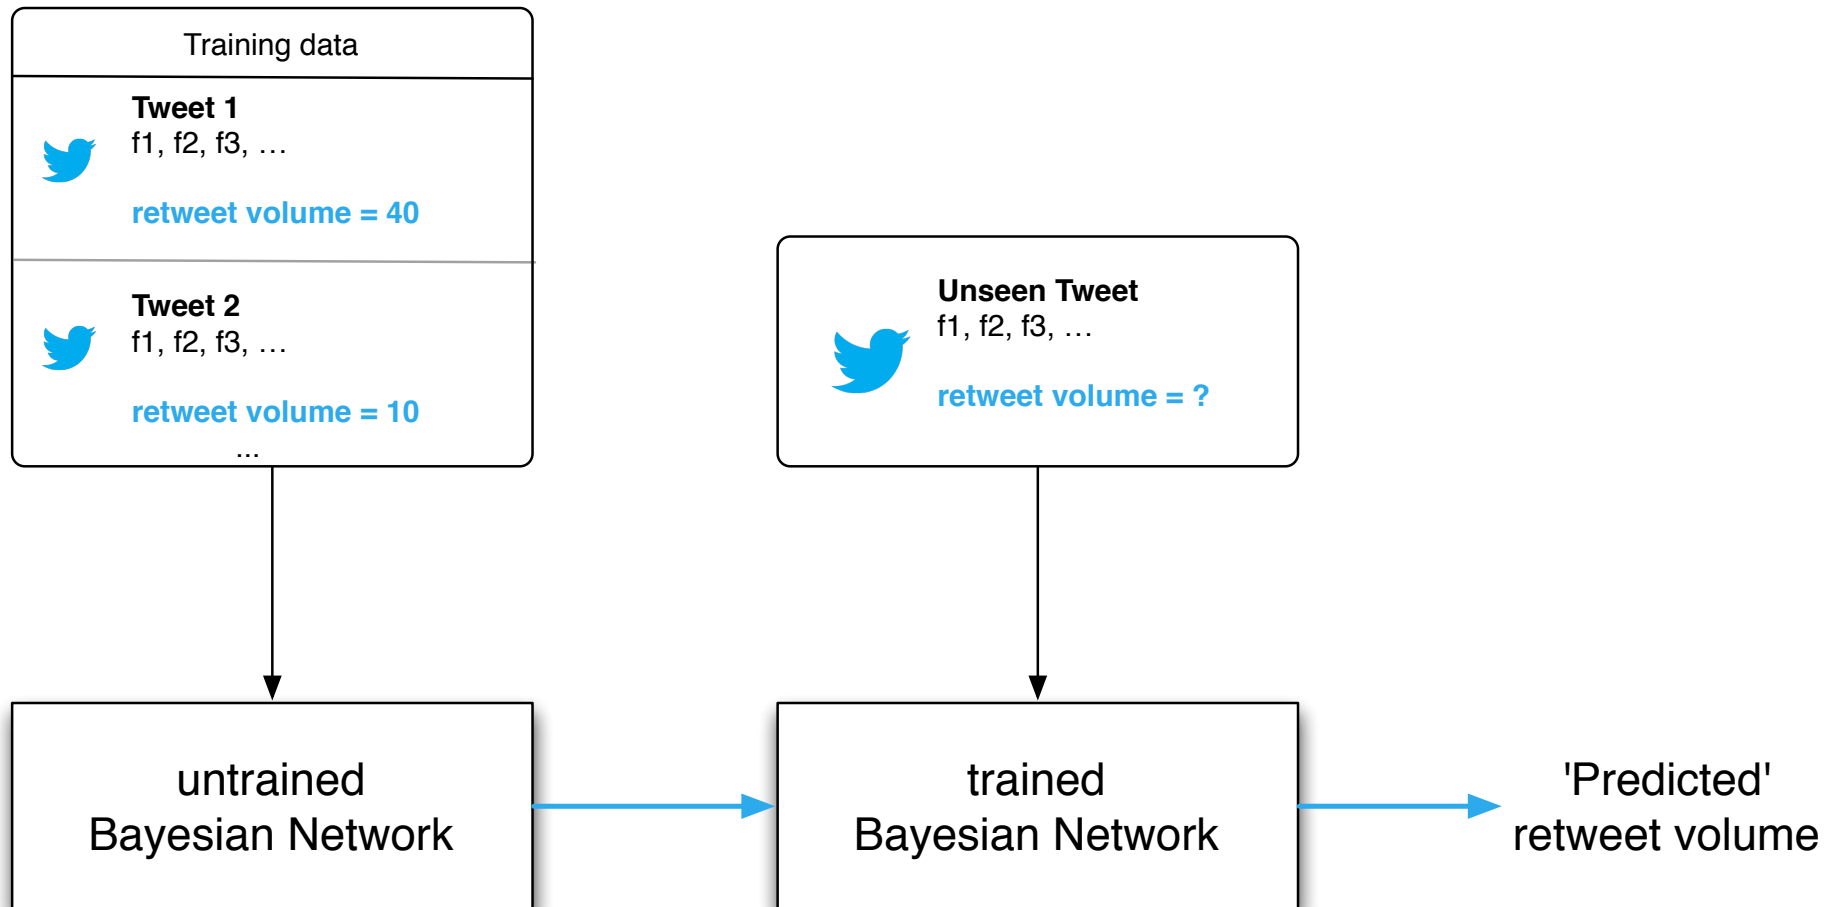 Training data
Tweet 1
f1, f2, f3, …
retweet volume = 40
Tweet 2
f1, f2, f3, …
retweet volume = 10
...
Unseen Tweet
f1, f2, f3, …
retweet volume = ?
untrained
Bayesian Network
trained
Bayesian Network
'Predicted'
retweet volume